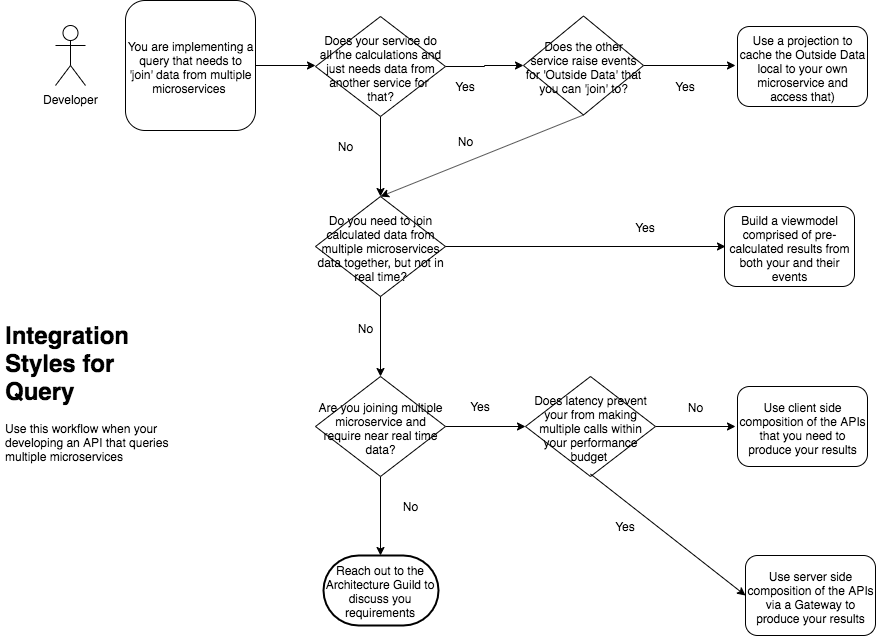 You are implementing a
query that needs to
'join' data from multiple
microservices
Developer
Does your service do
all the calculations and
just needs data from
another service for
that?
Yes
Does the other
service raise events
for 'Outside Data' that
you can 'join' to?
Yes
Use a projection to
cache the Outside Data
local to your own
microservice and
access that)
No
No
Do you need to join
calculated data from
multiple microservices
data together, but not in
real time?
Yes
Build a viewmodel
comprised of pre-
calculated results from
both your and their
events
No
Integration
Styles for
Query
Use this workflow when your
developing an API that queries
multiple microservices
Are you joining multiple
microservice and
require near real time
data?
Yes
Does latency prevent
your from making
multiple calls within
your performance
budget
No
Use client side
composition of the APIs
that you need to
produce your results
No
Yes
Reach out to the
Architecture Guild to
discuss you
requirements
Use server side
composition of the APIs
via a Gateway to
produce your results